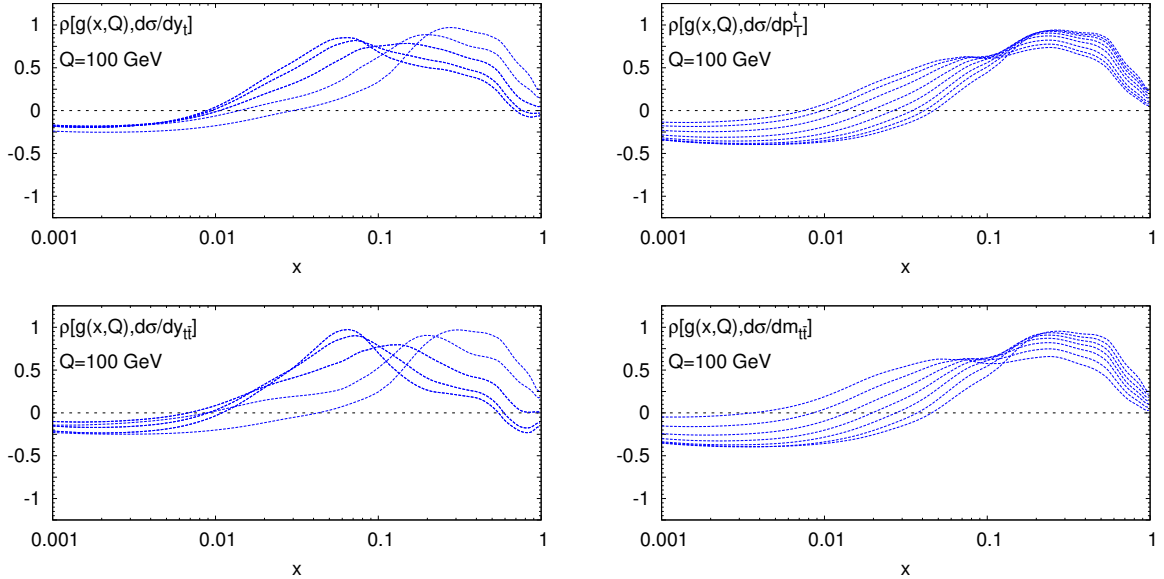 ρ[g(x,Q),dσ/dy_t]
Q=100 GeV
1
0.5
0
-0.5
-1
0.001 0.01 0.1 1
x
ρ[g(x,Q),dσ/dp_T^t]
Q=100 GeV
1
0.5
0
-0.5
-1
0.001 0.01 0.1 1
x
ρ[g(x,Q),dσ/dy_tt̄]
Q=100 GeV
1
0.5
0
-0.5
-1
0.001 0.01 0.1 1
x
ρ[g(x,Q),dσ/dm_tt̄]
Q=100 GeV
1
0.5
0
-0.5
-1
0.001 0.01 0.1 1
x